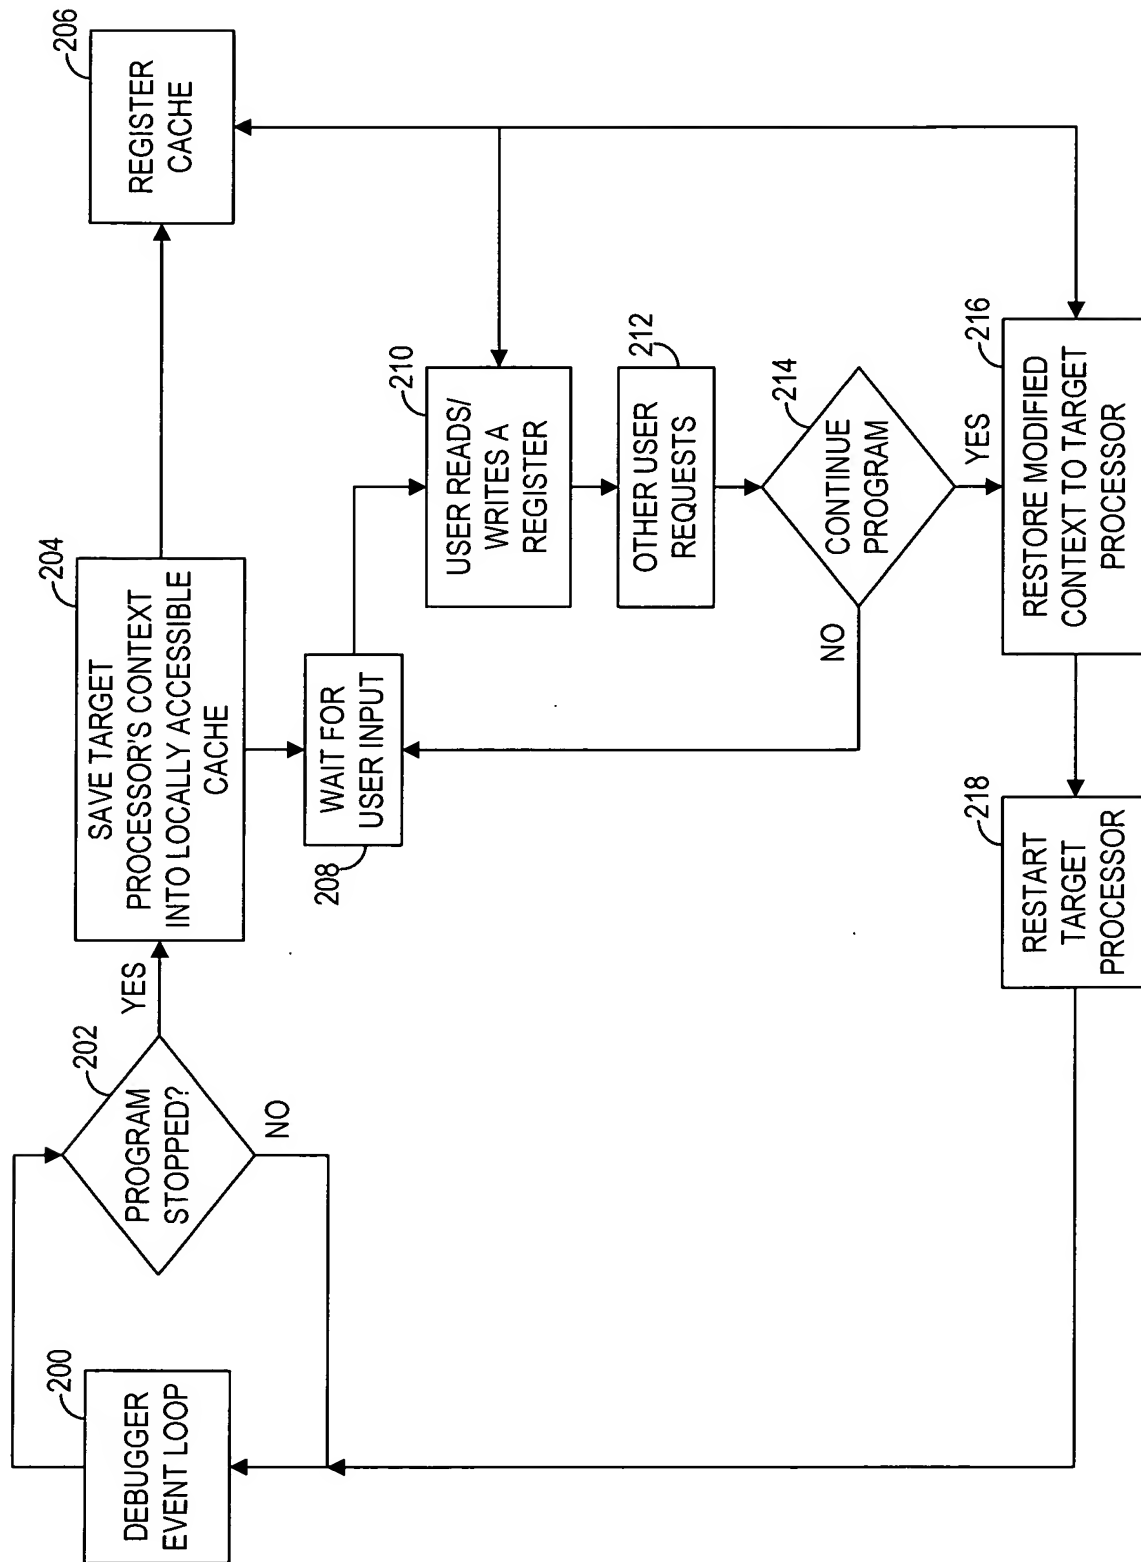 200
DEBUGGER
EVENT LOOP
202
PROGRAM
STOPPED?
YES
NO
204
SAVE TARGET
PROCESSOR'S CONTEXT
INTO LOCALLY ACCESSIBLE
CACHE
206
REGISTER
CACHE
208
WAIT FOR
USER INPUT
210
USER READS/
WRITES A
REGISTER
212
OTHER USER
REQUESTS
214
CONTINUE
PROGRAM
NO
YES
216
RESTORE MODIFIED
CONTEXT TO TARGET
PROCESSOR
218
RESTART
TARGET
PROCESSOR